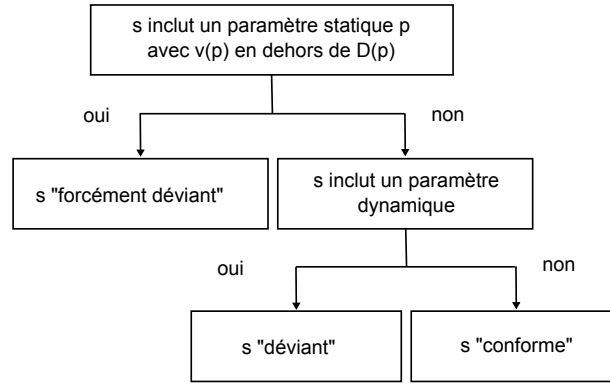 s inclut un paramètre statique p
avec v(p) en dehors de D(p)
oui
non
s "forcément déviant"
s inclut un paramètre
dynamique
oui
non
s "déviant"
s "conforme"